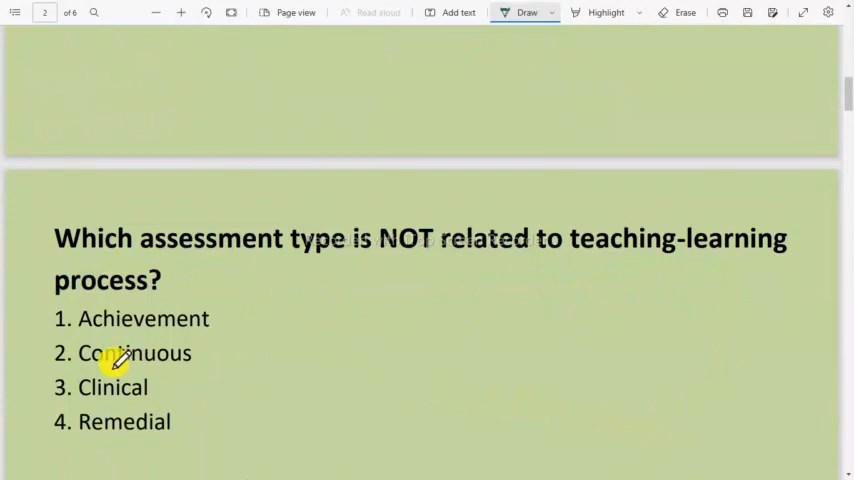 2 of 6 Page view Read aloud Add text Draw Highlight Erase
Which assessment type is NOT related to teaching-learning
process?
1. Achievement
2. Continuous
3. Clinical
4. Remedial